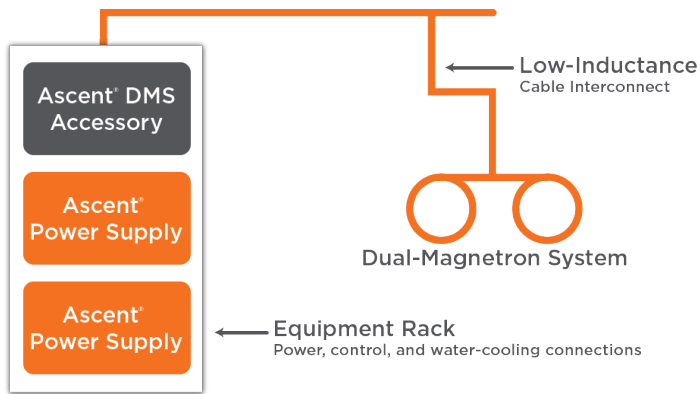 Ascent® DMS
Accessory
Ascent®
Power Supply
Ascent®
Power Supply
Low-Inductance
Cable Interconnect
Dual-Magnetron System
Equipment Rack
Power, control, and water-cooling connections